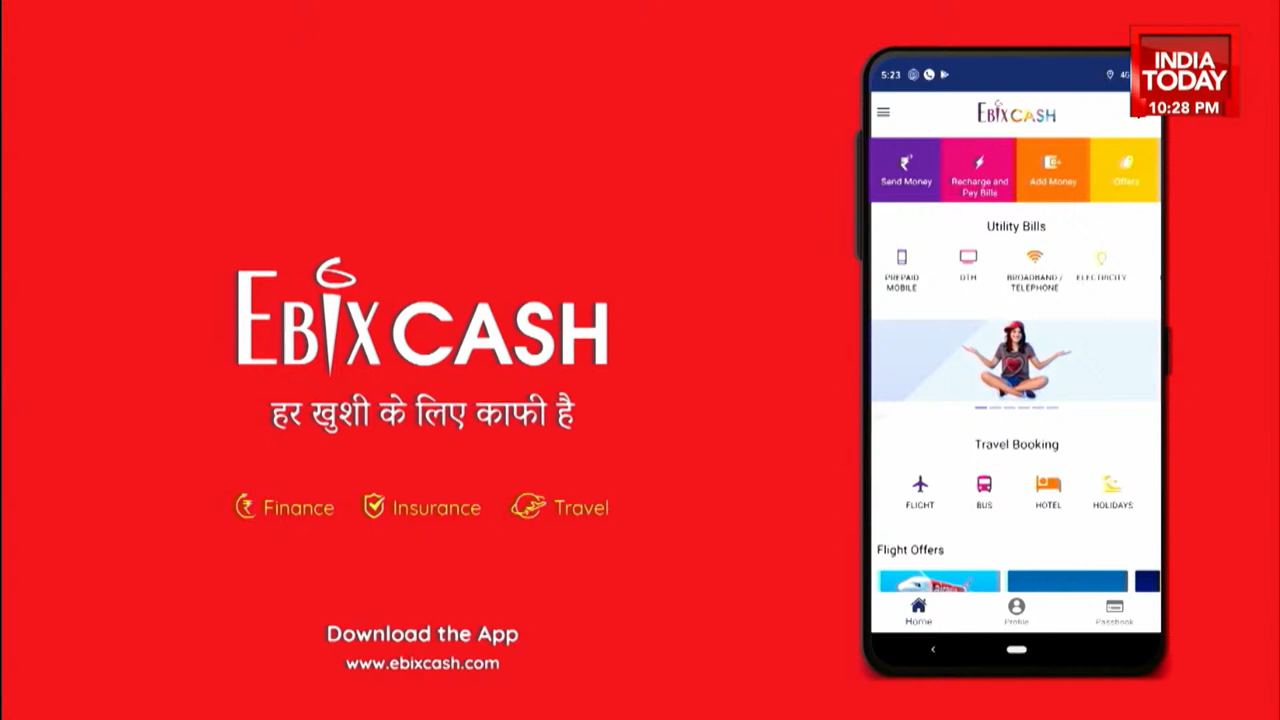 EBIXCASH
हर खुशी के लिए काफी है
Finance Insurance Travel
Download the App
www.ebixcash.com
INDIA
TODAY
10:28 PM
5:23 4G
EBIXCASH
Send Money Recharge and Pay Bills Add Money Offers
Utility Bills
PREPAID MOBILE DTH BROADBAND / TELEPHONE ELECTRICITY
Travel Booking
FLIGHT BUS HOTEL HOLIDAYS
Flight Offers
Home Profile Passbook